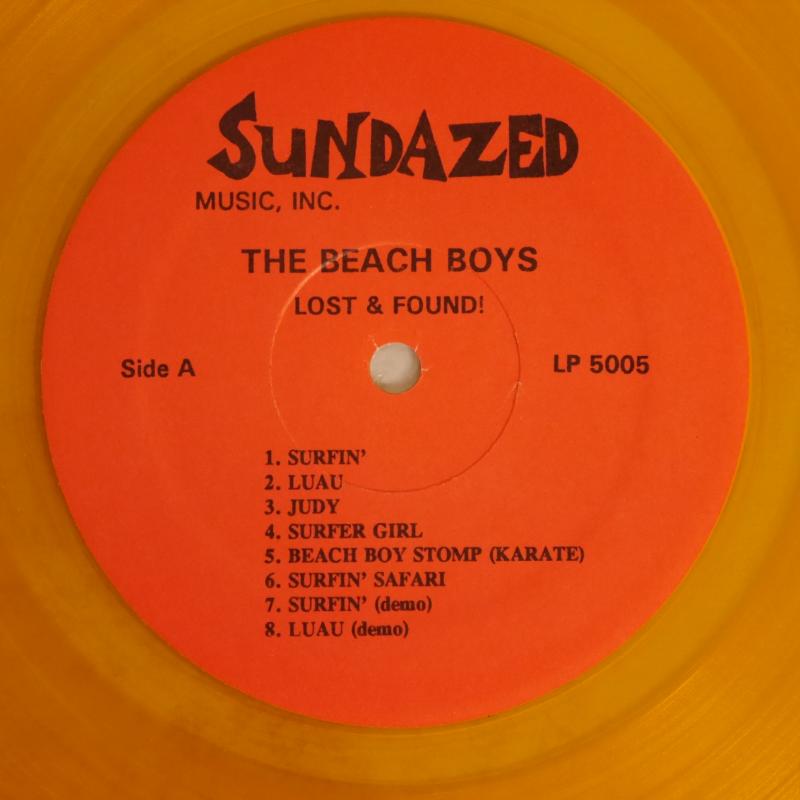 SUNDAZED
MUSIC, INC.
THE BEACH BOYS
LOST & FOUND!
Side A
LP 5005
1. SURFIN'
2. LUAU
3. JUDY
4. SURFER GIRL
5. BEACH BOY STOMP (KARATE)
6. SURFIN' SAFARI
7. SURFIN' (demo)
8. LUAU (demo)